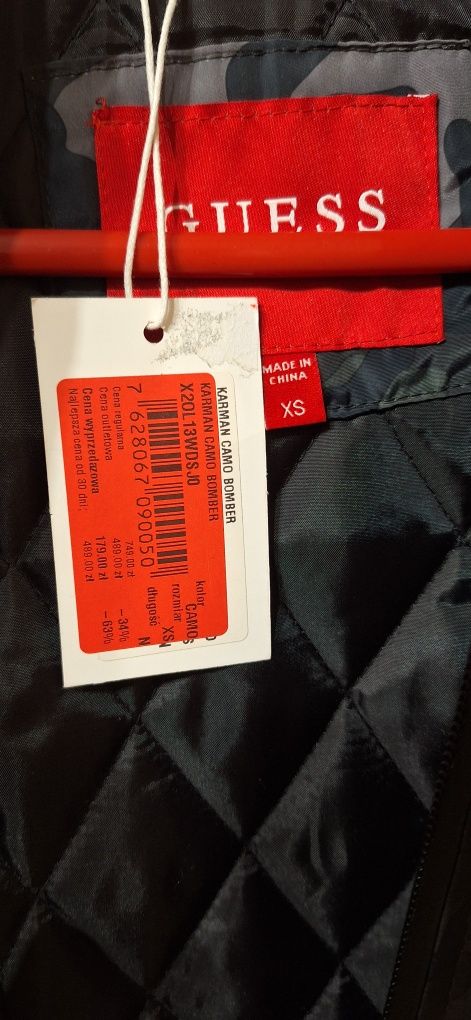 GUESS
MADE IN
CHINA
XS
KARMAN CAMO BOMBER
KARMAN CAMO BOMBER
X2OL13WDSJ0
7 628067 090050
kolor CAMOS
rozmiar XS
długość N
Cena regularna 749.00 zł
Cena outletowa 489.00 zł -34%
Cena wyprzedażowa 179.00 zł -63%
Najlepsza cena od 30 dni: 489.00 zł